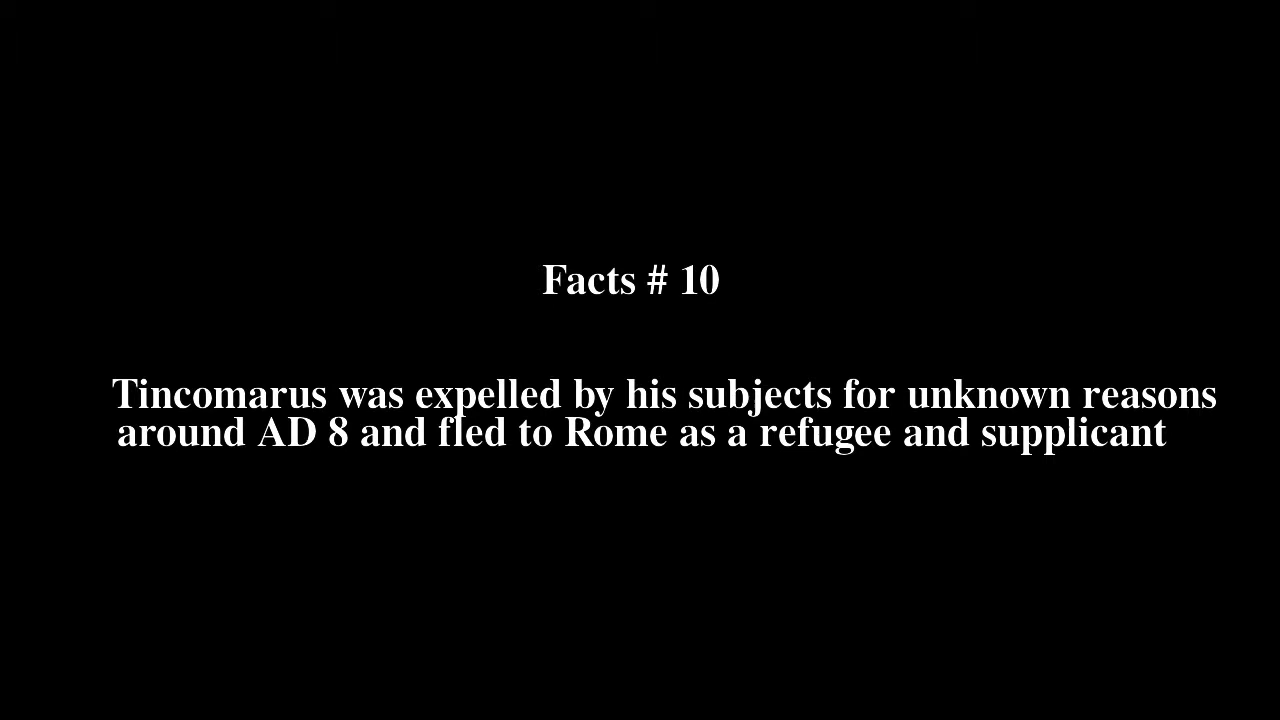 Facts # 10
Tincomarus was expelled by his subjects for unknown reasons
around AD 8 and fled to Rome as a refugee and supplicant